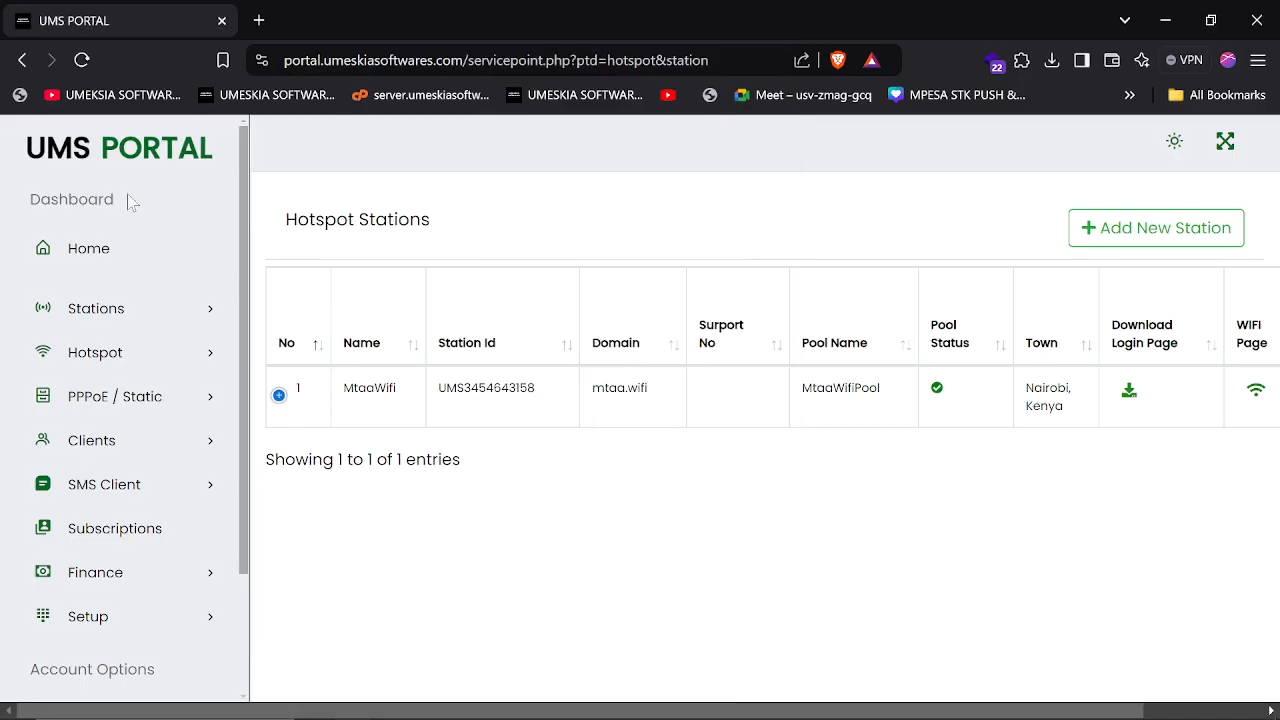 UMS PORTAL
portal.umeskiasoftwares.com/servicepoint.php?ptd=hotspot&station
22
VPN
UMEKSIA SOFTWAR...
UMESKIA SOFTWAR...
server.umeskiasoftw...
UMESKIA SOFTWAR...
Meet – usv-zmag-gcq
MPESA STK PUSH &...
All Bookmarks
UMS PORTAL
Dashboard
Home
Stations
Hotspot
PPPoE / Static
Clients
SMS Client
Subscriptions
Finance
Setup
Account Options
Hotspot Stations
Add New Station
No
Name
Station Id
Domain
Surport
No
Pool Name
Pool
Status
Town
Download
Login Page
WIFI
Page
1
MtaaWifi
UMS3454643158
mtaa.wifi
MtaaWifiPool
Nairobi,
Kenya
Showing 1 to 1 of 1 entries